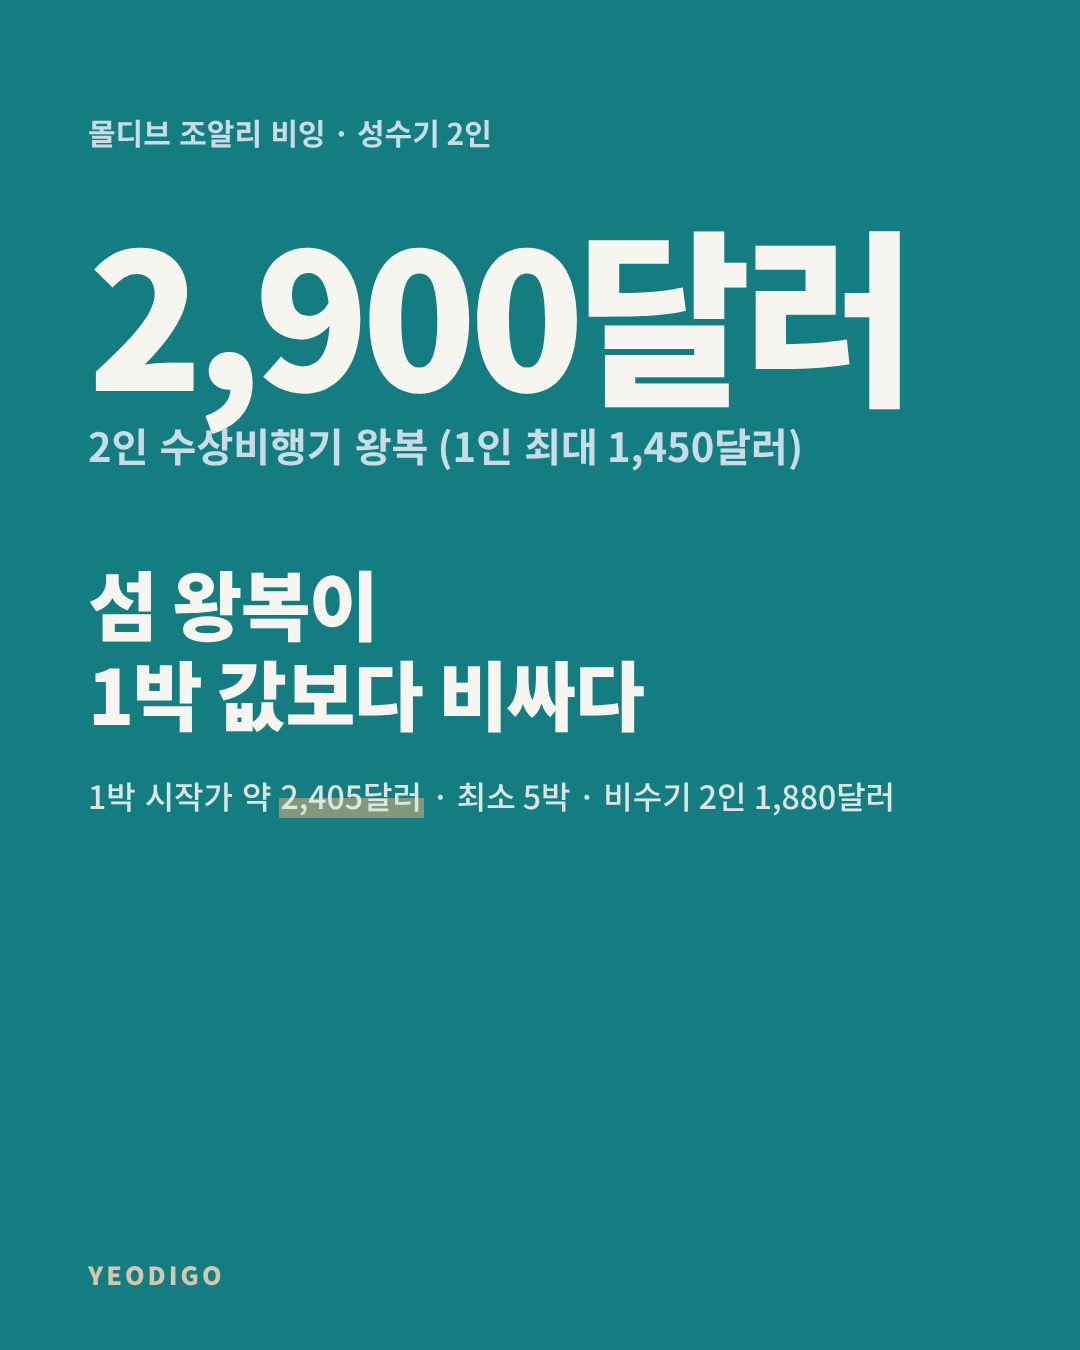 몰디브 조알리 비잉 · 성수기 2인
2,900달러
2인 수상비행기 왕복 (1인 최대 1,450달러)
섬 왕복이
1박 값보다 비싸다
1박 시작가 약 2,405달러 · 최소 5박 · 비수기 2인 1,880달러
YEODIGO